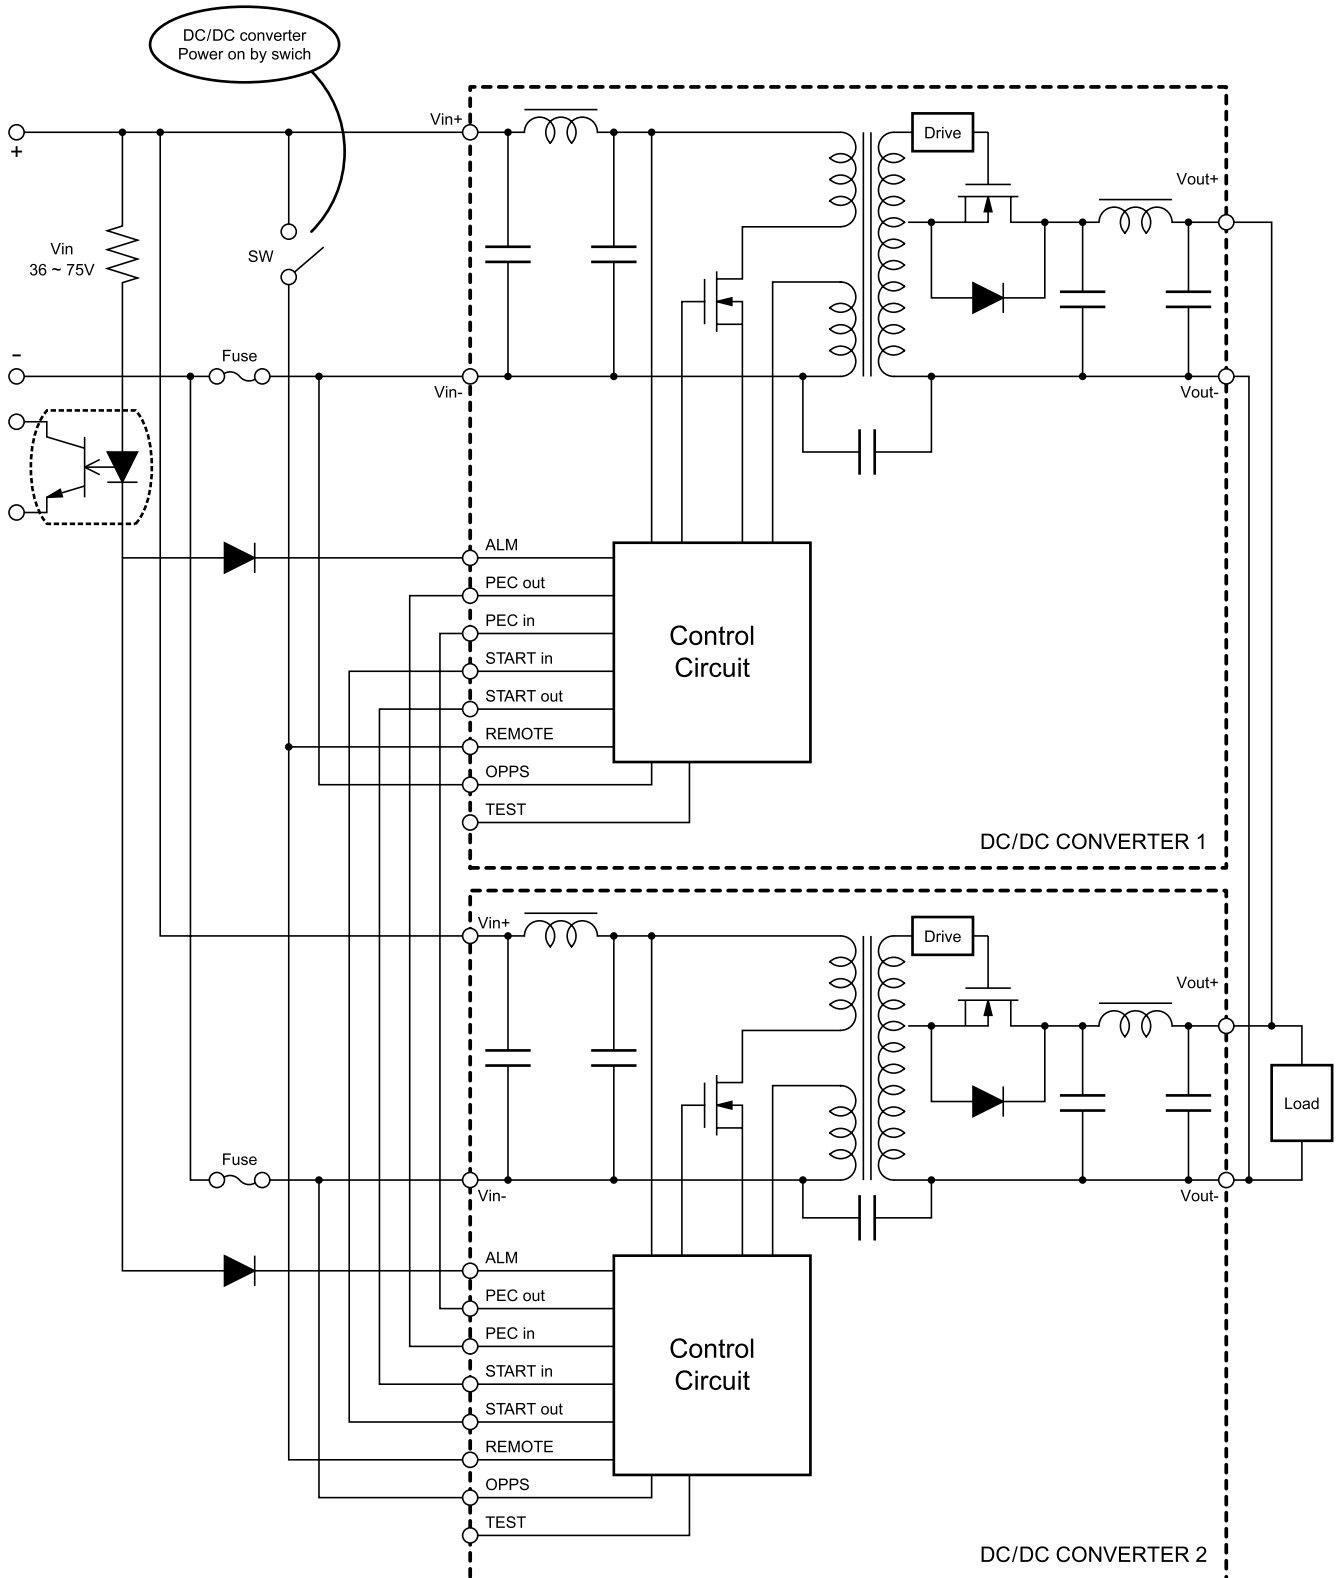 DC/DC converter
Power on by swich
Vin+
Drive
+
Vout+
Vin
36 ~ 75V
SW
-
Fuse
Vin-
Vout-
ALM
PEC out
PEC in
START in
START out
REMOTE
OPPS
TEST
Control
Circuit
DC/DC CONVERTER 1
Vin+
Drive
Vout+
Load
Fuse
Vin-
Vout-
ALM
PEC out
PEC in
START in
START out
REMOTE
OPPS
TEST
Control
Circuit
DC/DC CONVERTER 2